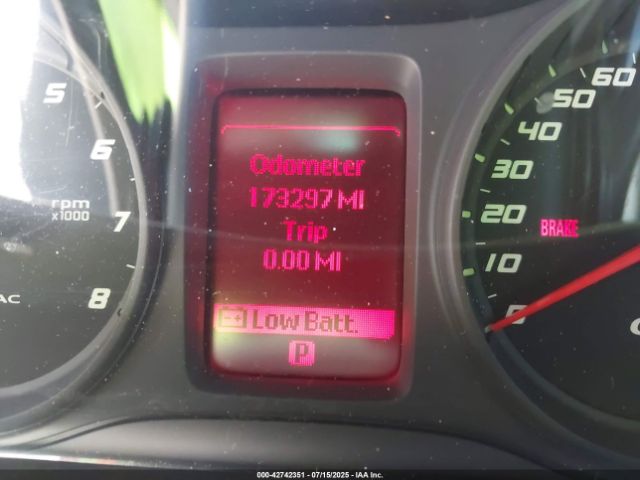 5
6
rpm
x1000
7
8
AC
Odometer
173297 MI
Trip
0.00 MI
Low Batt.
P
60
50
40
30
20
BRAKE
10
0
000-42742351 - 07/15/2025 - IAA Inc.